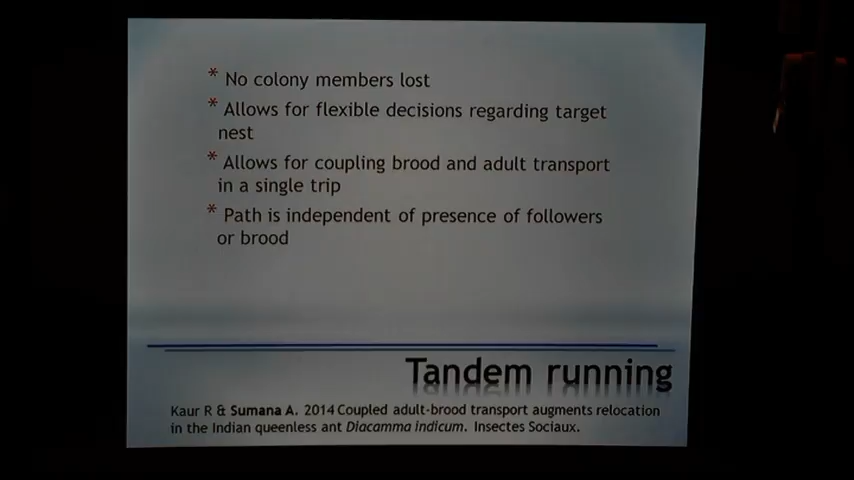 * No colony members lost
* Allows for flexible decisions regarding target
nest
* Allows for coupling brood and adult transport
in a single trip
* Path is independent of presence of followers
or brood
Tandem running
Kaur R & Sumana A. 2014 Coupled adult-brood transport augments relocation
in the Indian queenless ant Diacamma indicum. Insectes Sociaux.